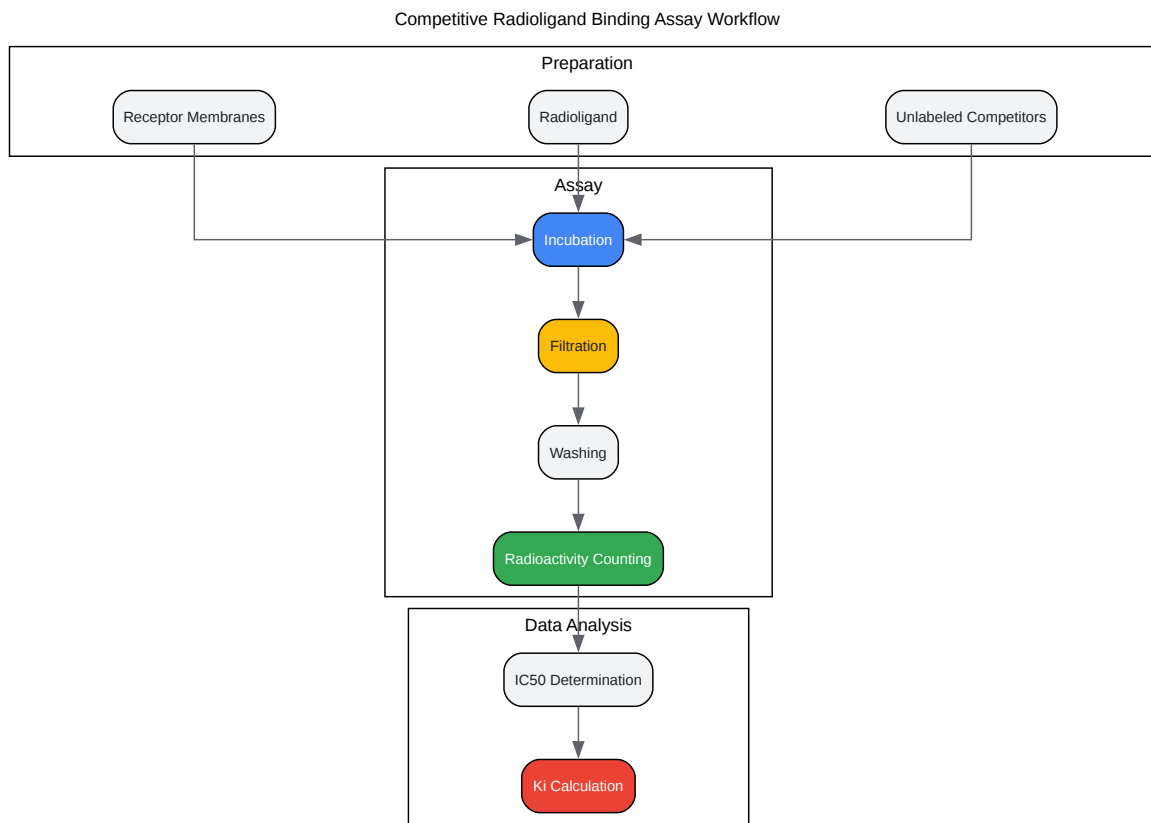 Competitive Radioligand Binding Assay Workflow
Preparation
Receptor Membranes
Radioligand
Unlabeled Competitors
Assay
Incubation
Filtration
Washing
Radioactivity Counting
Data Analysis
IC50 Determination
Ki Calculation